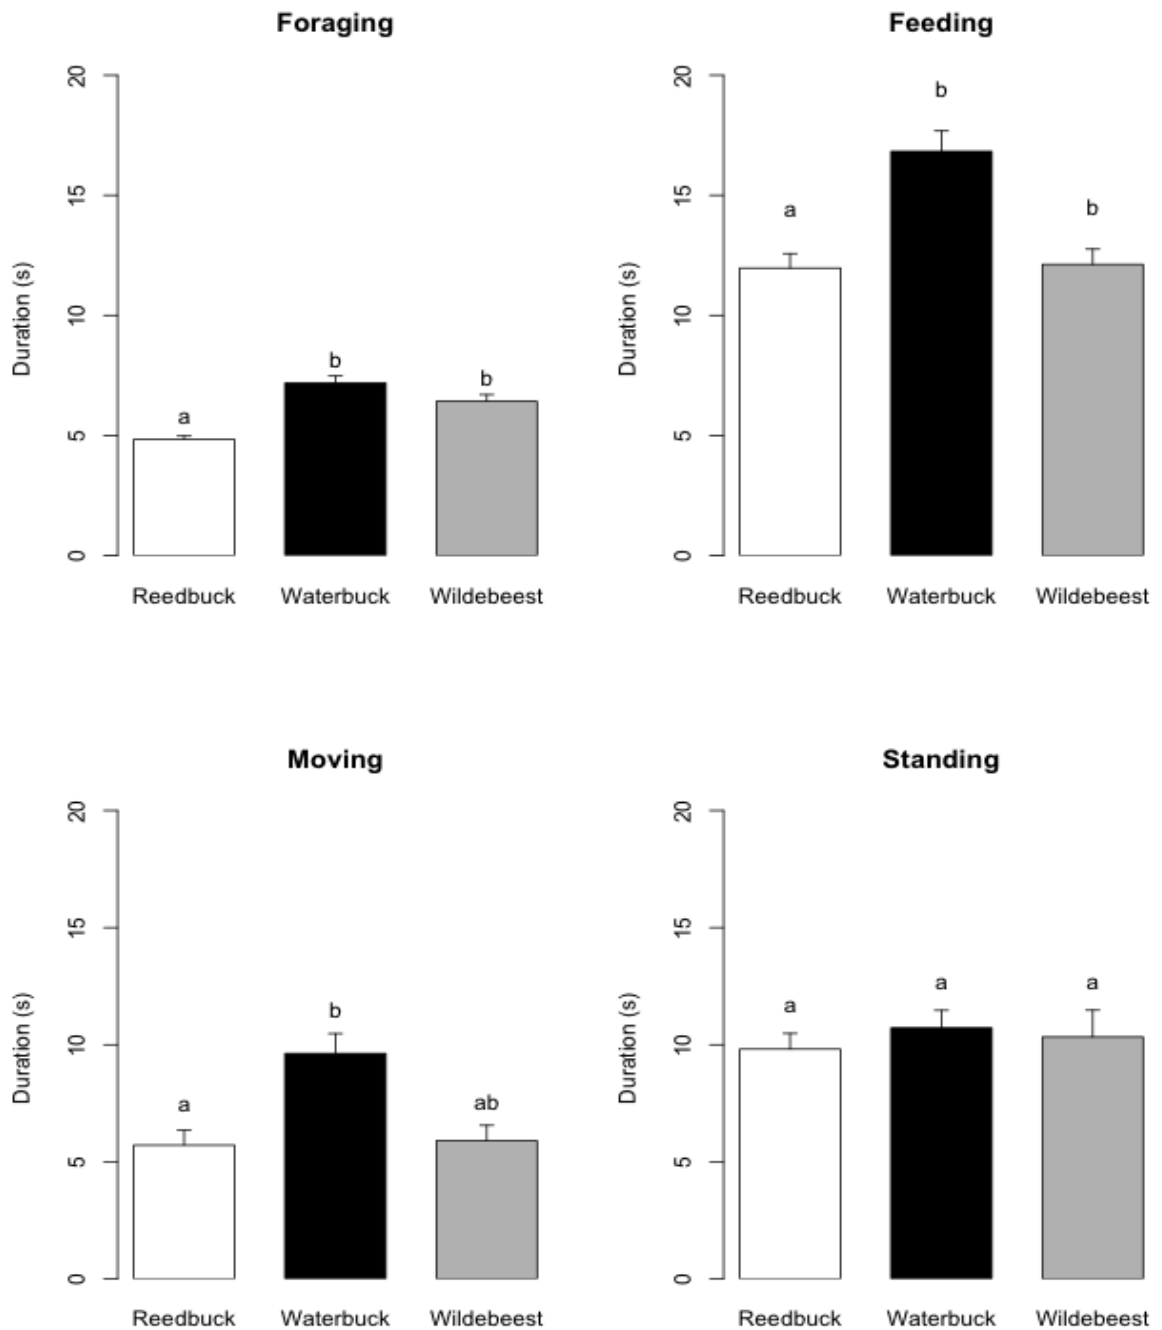 Foraging
Duration (s)
20
15
10
5
0
a
b
b
Reedbuck Waterbuck Wildebeest
Feeding
Duration (s)
20
15
10
5
0
a
b
b
Reedbuck Waterbuck Wildebeest
Moving
Duration (s)
20
15
10
5
0
a
b
ab
Reedbuck Waterbuck Wildebeest
Standing
Duration (s)
20
15
10
5
0
a
a
a
Reedbuck Waterbuck Wildebeest